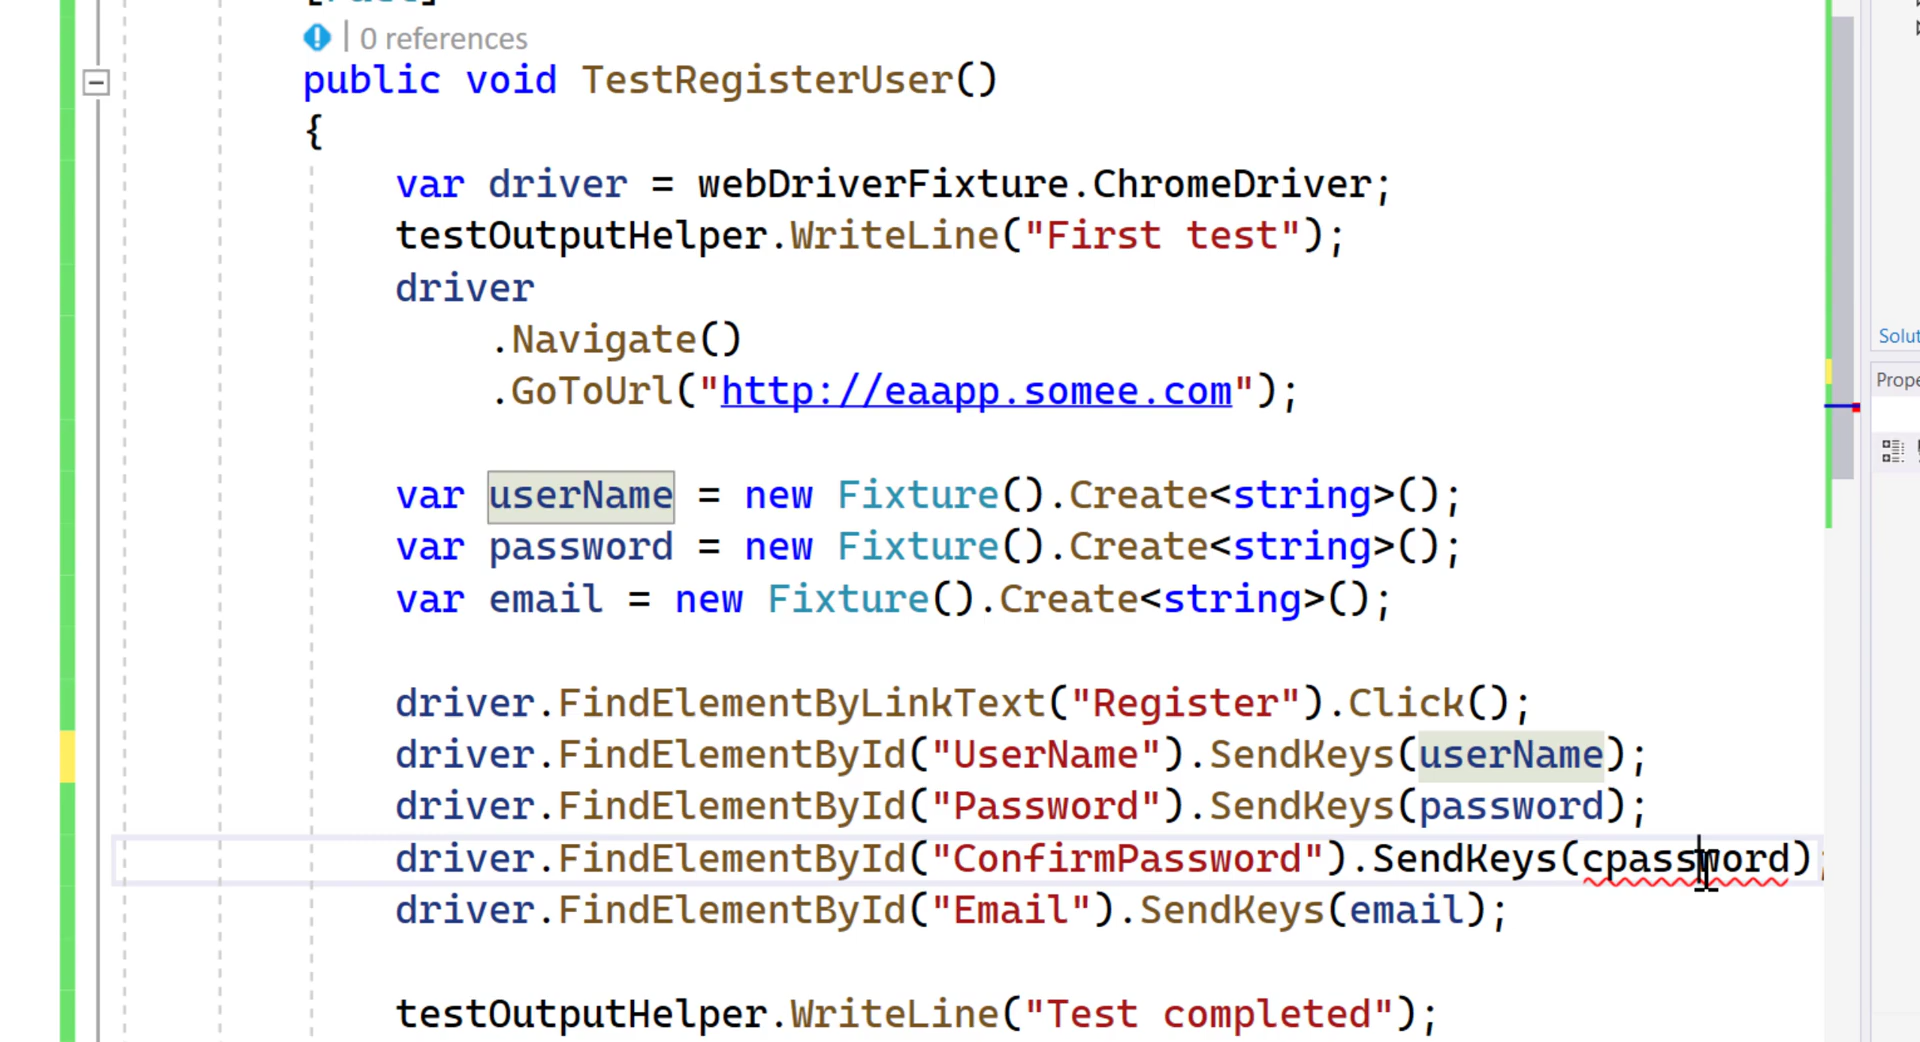 0 references
public void TestRegisterUser()
{
var driver = webDriverFixture.ChromeDriver;
testOutputHelper.WriteLine("First test");
driver
.Navigate()
.GoToUrl("http://eaapp.somee.com");
var userName = new Fixture().Create<string>();
var password = new Fixture().Create<string>();
var email = new Fixture().Create<string>();
driver.FindElementByLinkText("Register").Click();
driver.FindElementById("UserName").SendKeys(userName);
driver.FindElementById("Password").SendKeys(password);
driver.FindElementById("ConfirmPassword").SendKeys(cpassword);
driver.FindElementById("Email").SendKeys(email);
testOutputHelper.WriteLine("Test completed");
Solut
Prope